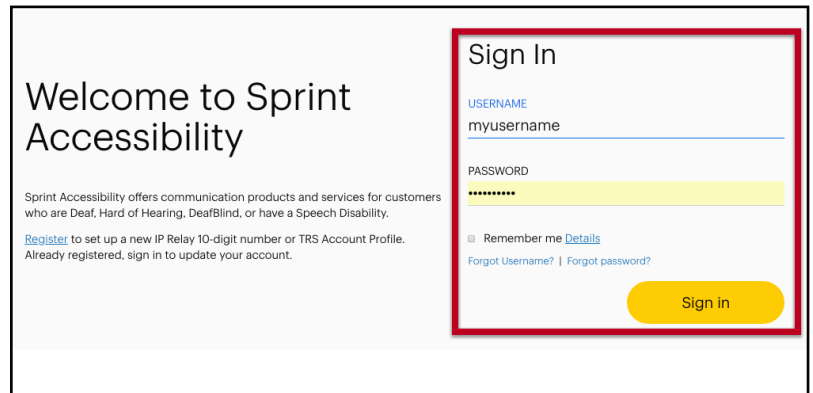 Welcome to Sprint
Accessibility
Sprint Accessibility offers communication products and services for customers
who are Deaf, Hard of Hearing, DeafBlind, or have a Speech Disability.
Register to set up a new IP Relay 10-digit number or TRS Account Profile.
Already registered, sign in to update your account.
Sign In
USERNAME
myusername
PASSWORD
••••••••••
Remember me Details
Forgot Username? | Forgot password?
Sign in